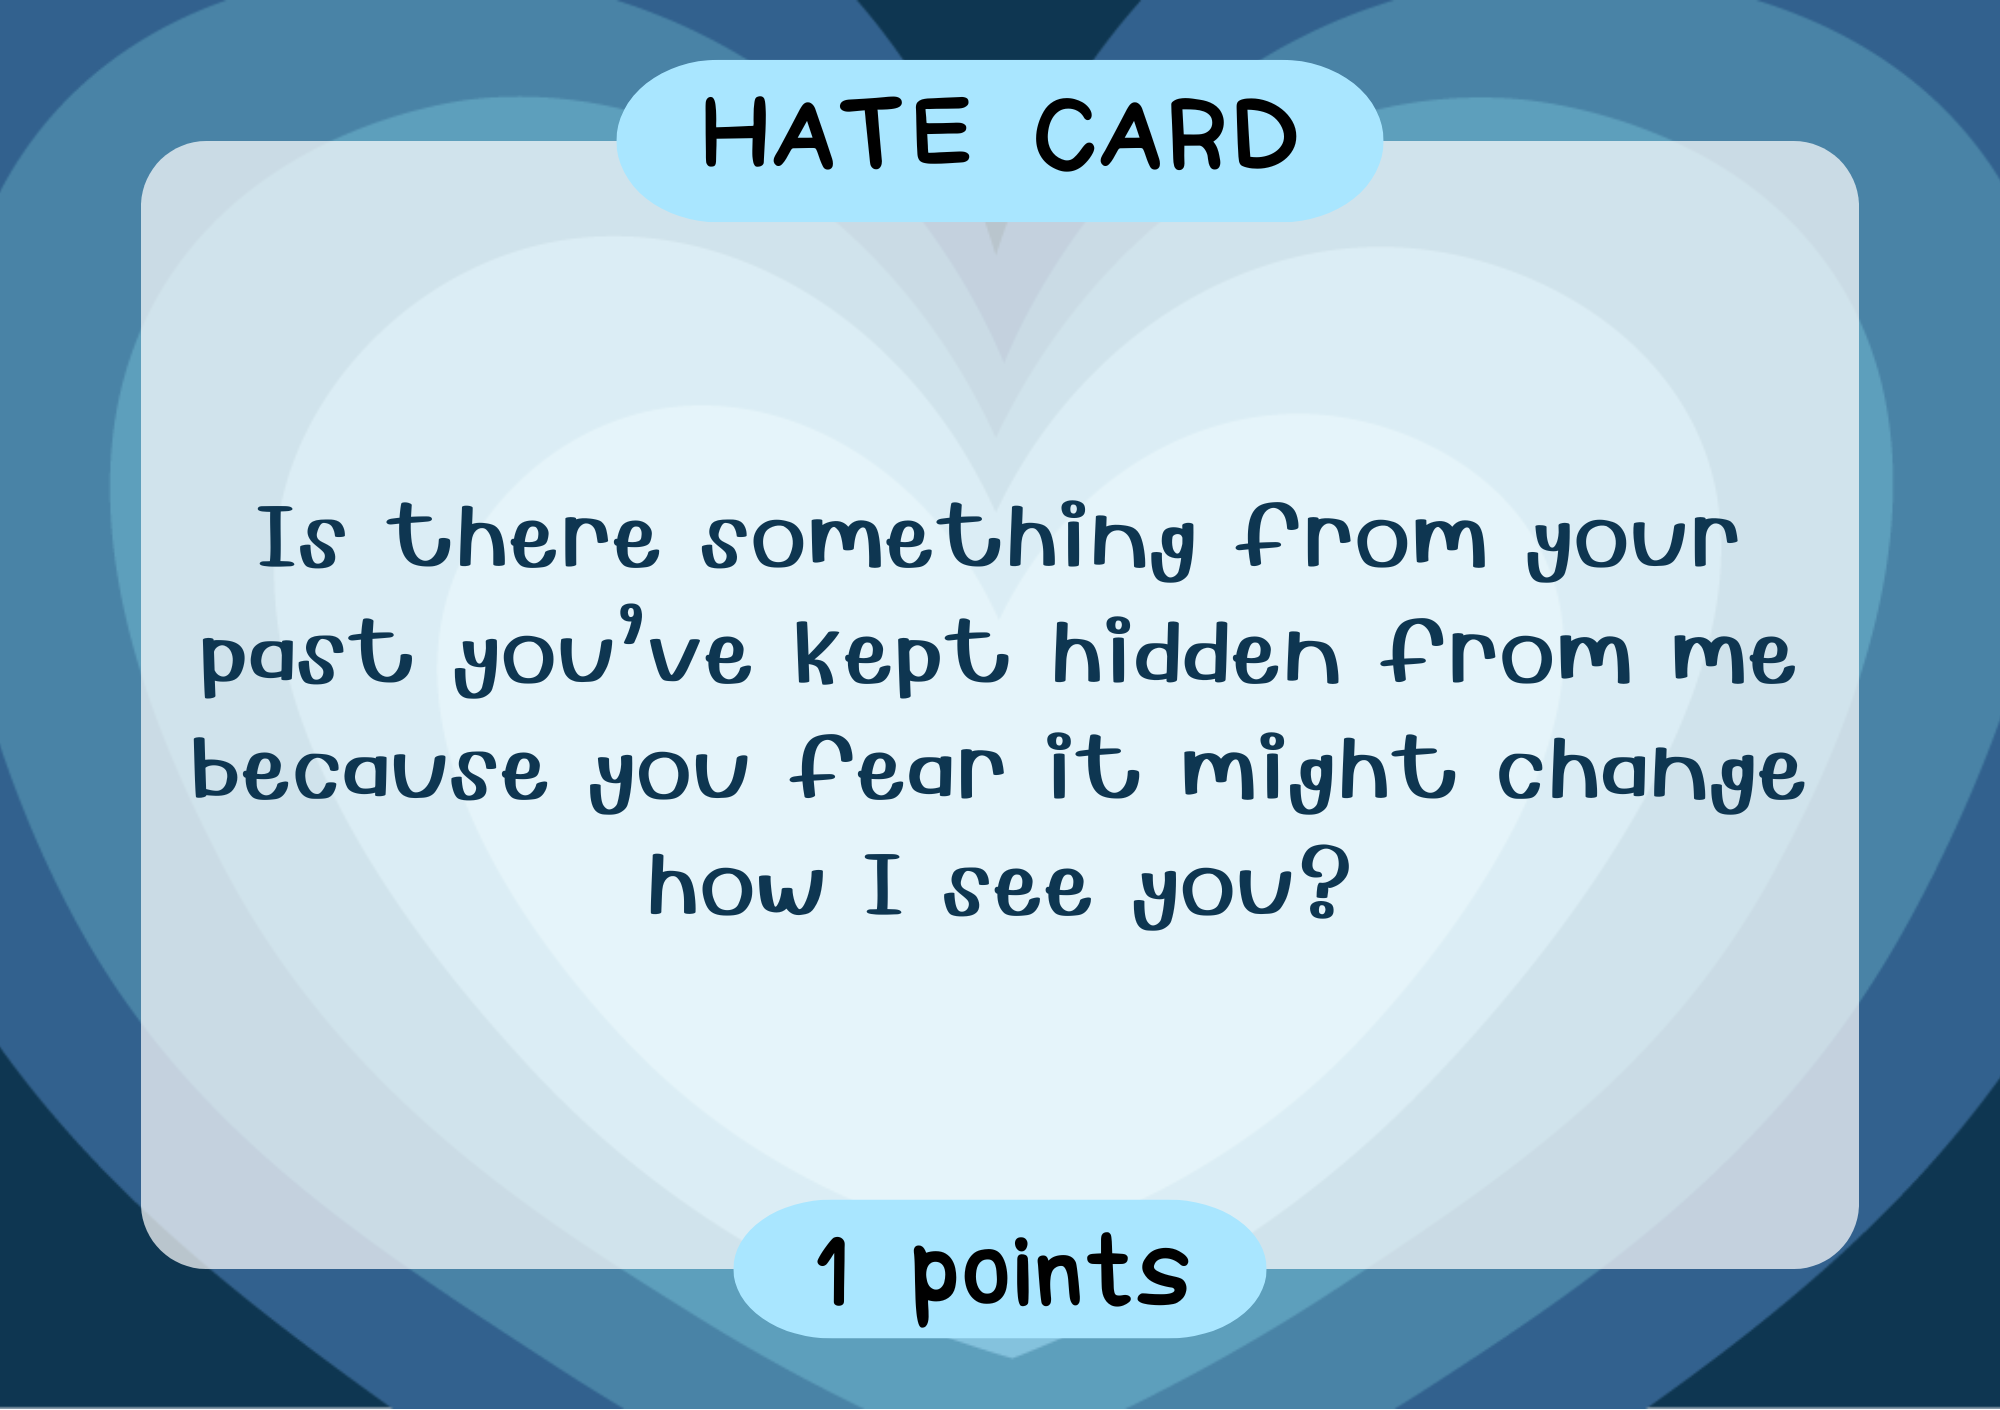 HATE CARD
Is there something from your
past you've kept hidden from me
because you fear it might change
how I see you?
1 points